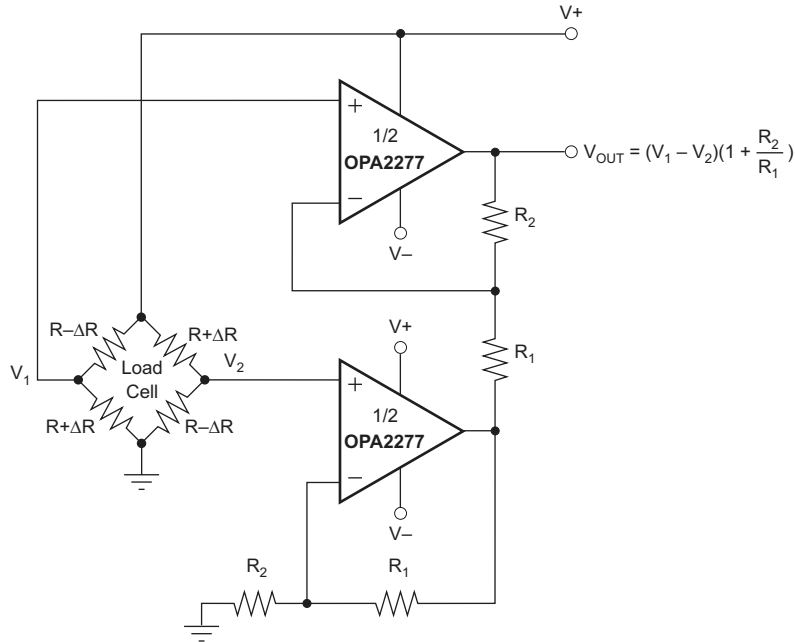 V+
+
1/2
OPA2277
−
V−
V_OUT = (V_1 − V_2)(1 + R_2/R_1 )
R_2
R−ΔR
R+ΔR
V_1
Load
Cell
V_2
R+ΔR
R−ΔR
V+
R_1
+
1/2
OPA2277
−
V−
R_2
R_1